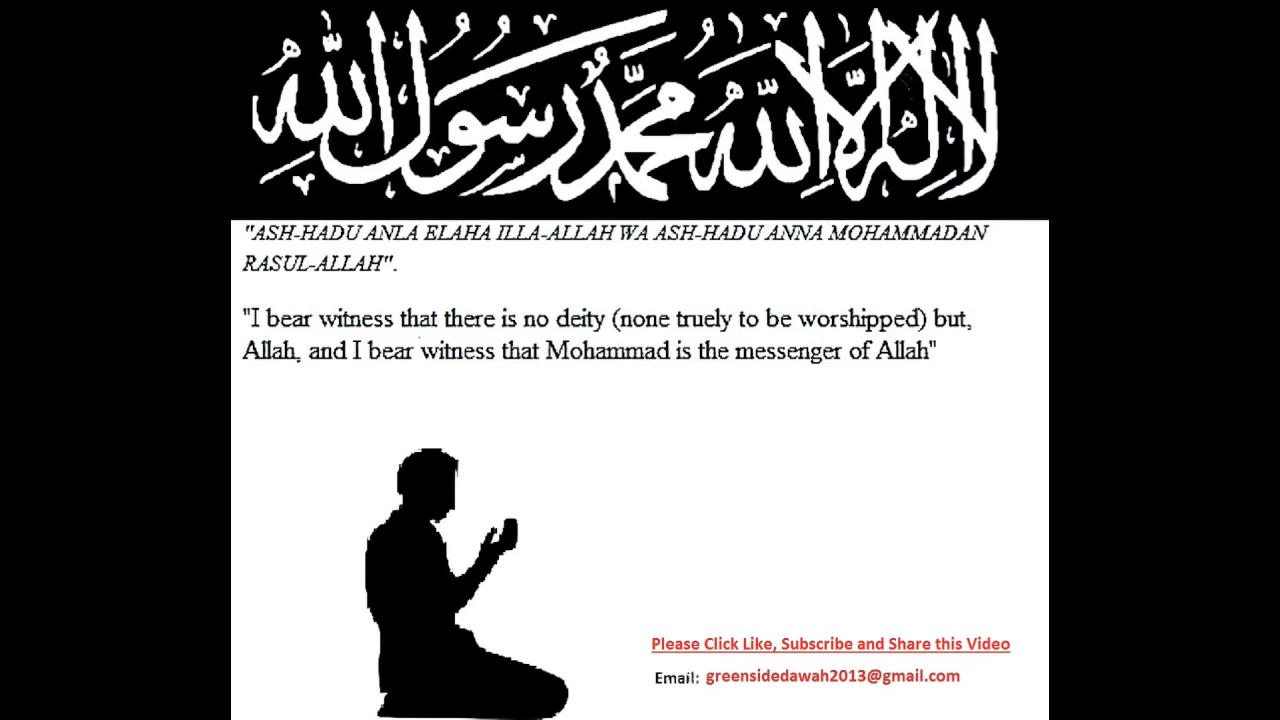 لا إله إلا الله محمد رسول الله
"ASH-HADU ANLA ELAHA ILLA-ALLAH WA ASH-HADU ANNA MOHAMMADAN
RASUL-ALLAH".
"I bear witness that there is no deity (none truely to be worshipped) but,
Allah, and I bear witness that Mohammad is the messenger of Allah"
Please Click Like, Subscribe and Share this Video
Email: greensidedawah2013@gmail.com